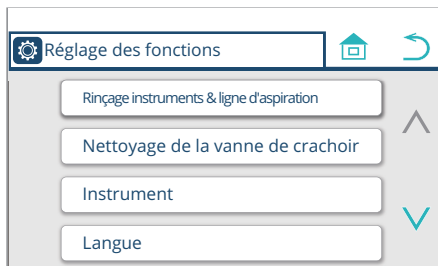 Réglage des fonctions
Rinçage instruments & ligne d'aspiration
Nettoyage de la vanne de crachoir
Instrument
Langue